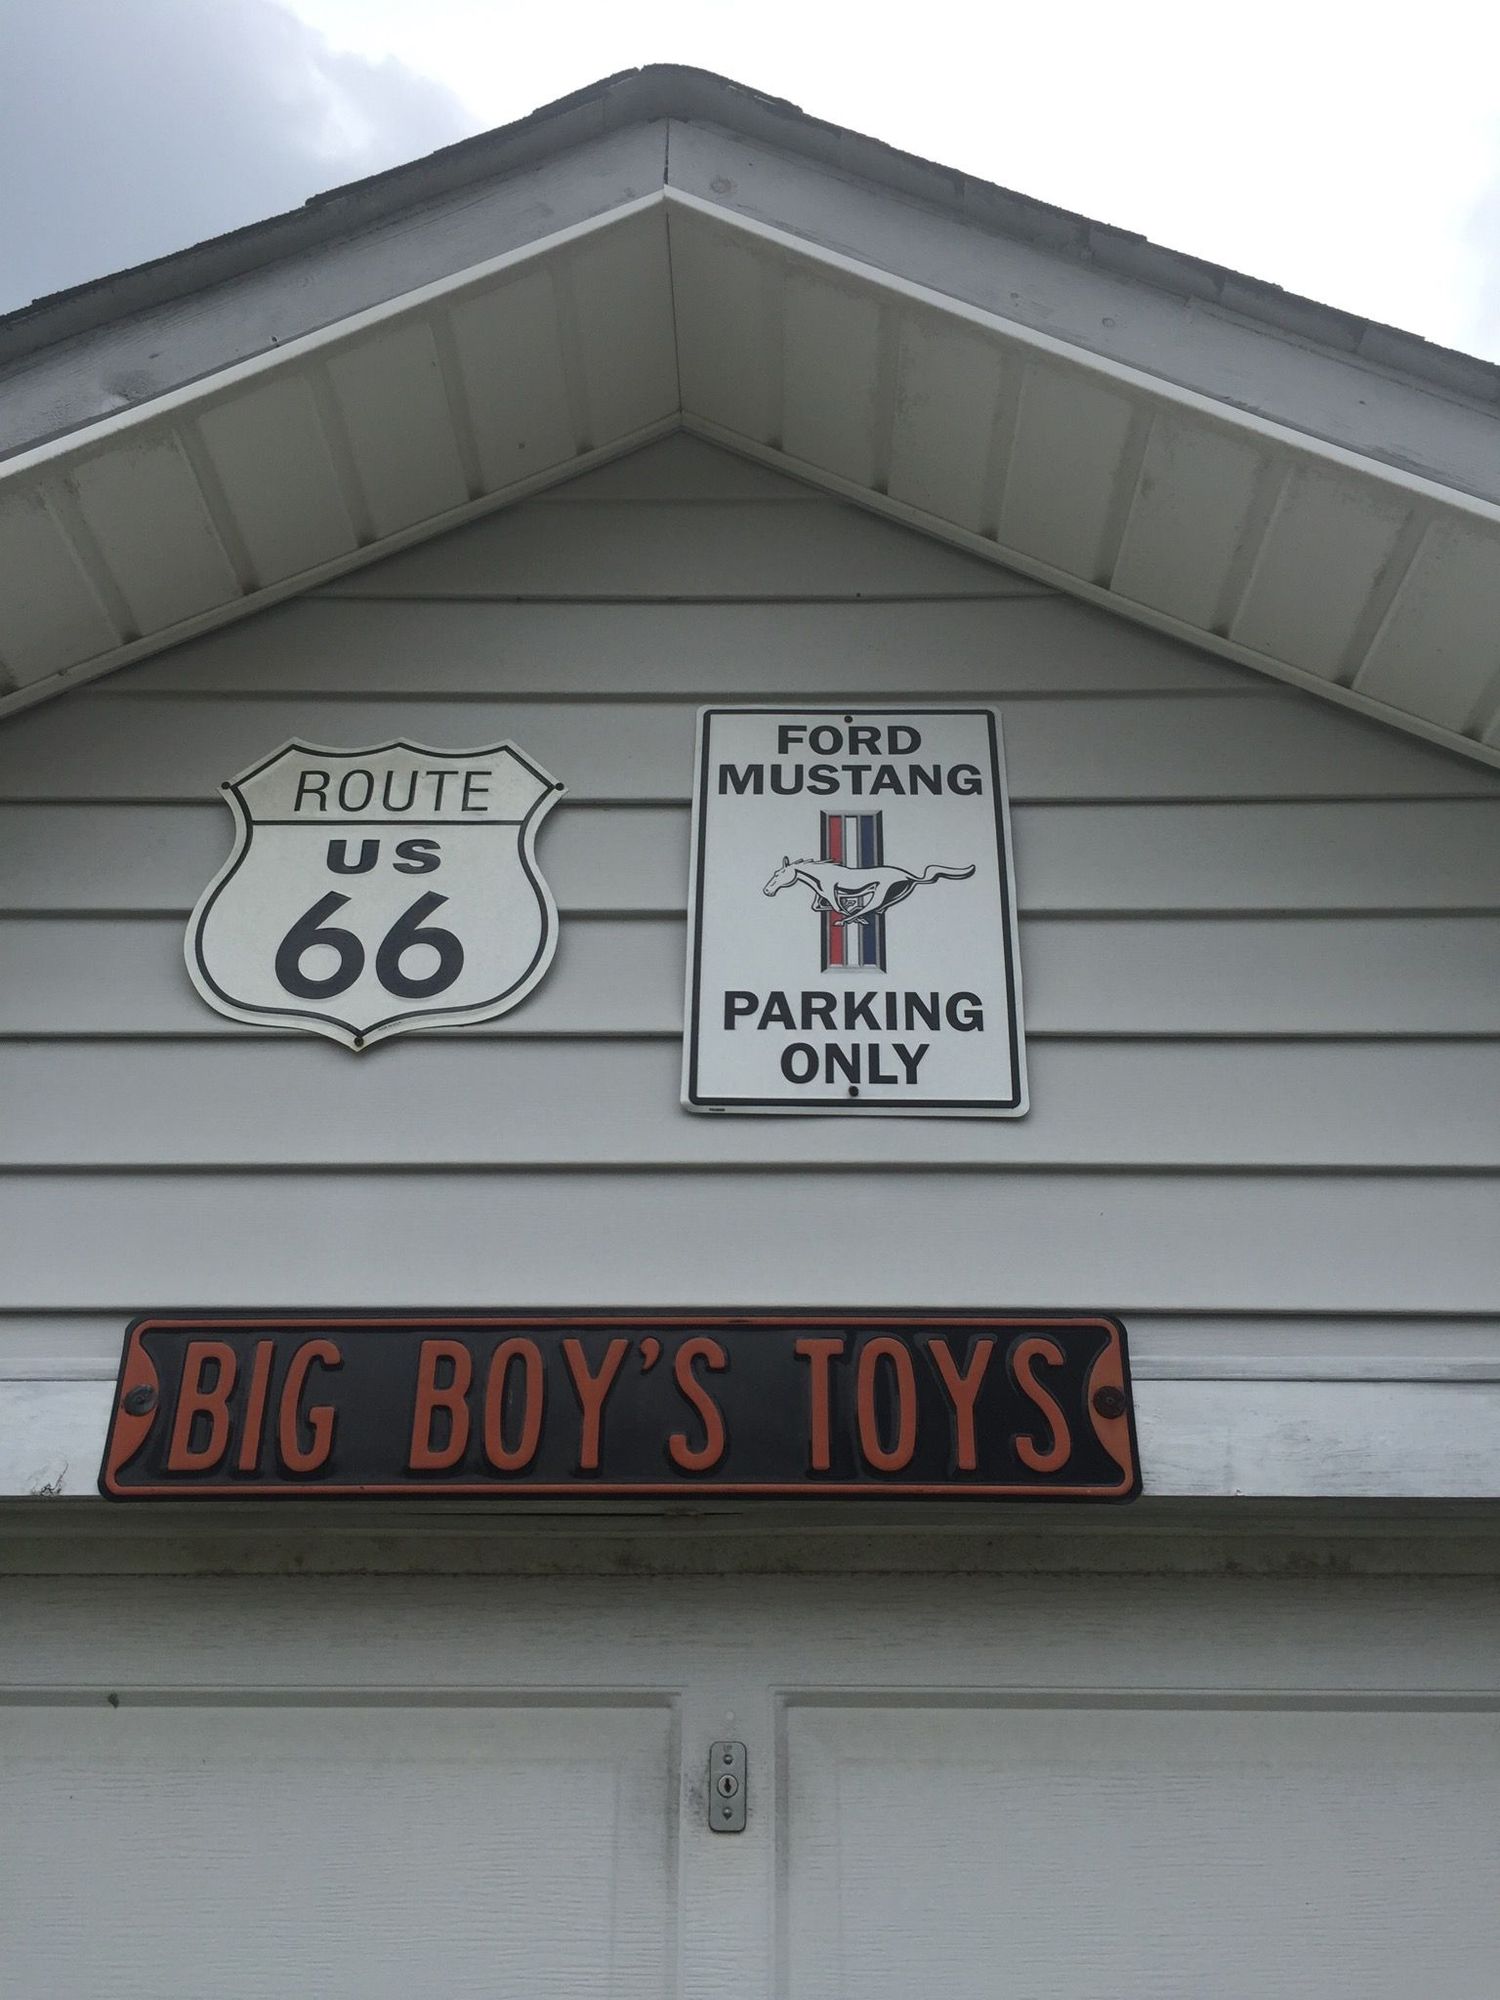 ROUTE
US
66
FORD
MUSTANG
PARKING
ONLY
BIG BOY'S TOYS